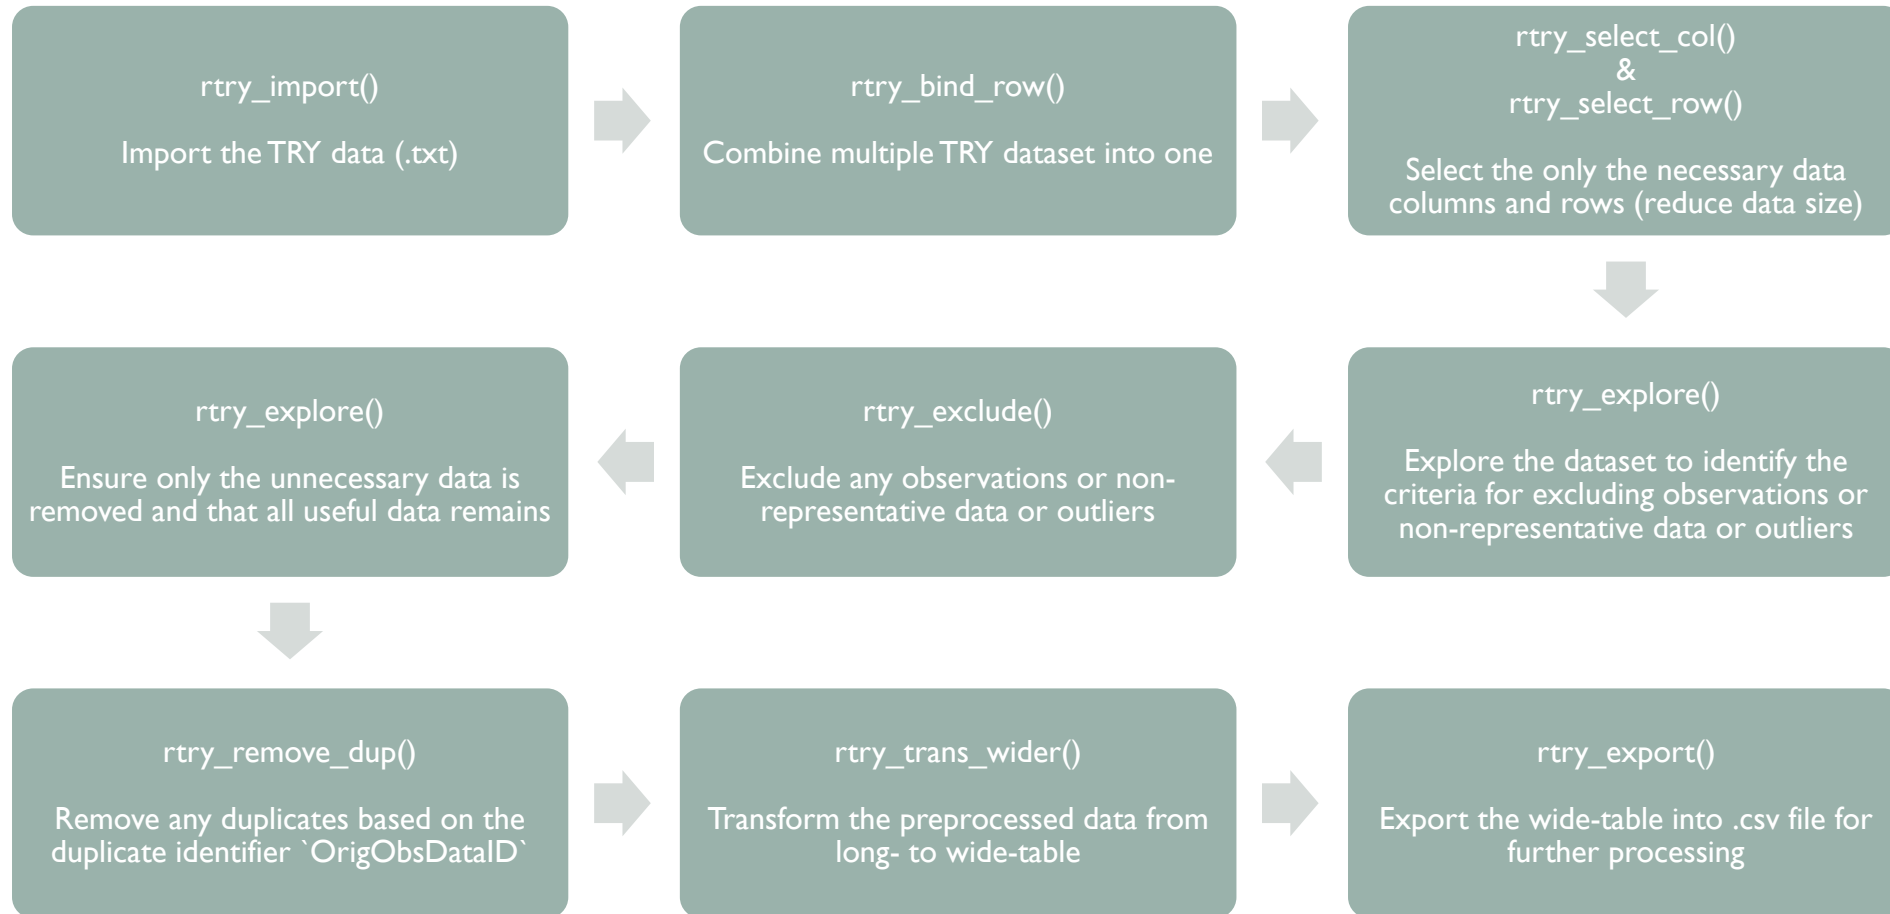 rtry_import()
Import the TRY data (.txt)
rtry_bind_row()
Combine multiple TRY dataset into one
rtry_select_col()
&
rtry_select_row()
Select the only the necessary data
columns and rows (reduce data size)
rtry_explore()
Explore the dataset to identify the
criteria for excluding observations or
non-representative data or outliers
rtry_exclude()
Exclude any observations or non-
representative data or outliers
rtry_explore()
Ensure only the unnecessary data is
removed and that all useful data remains
rtry_remove_dup()
Remove any duplicates based on the
duplicate identifier `OrigObsDataID`
rtry_trans_wider()
Transform the preprocessed data from
long- to wide-table
rtry_export()
Export the wide-table into .csv file for
further processing